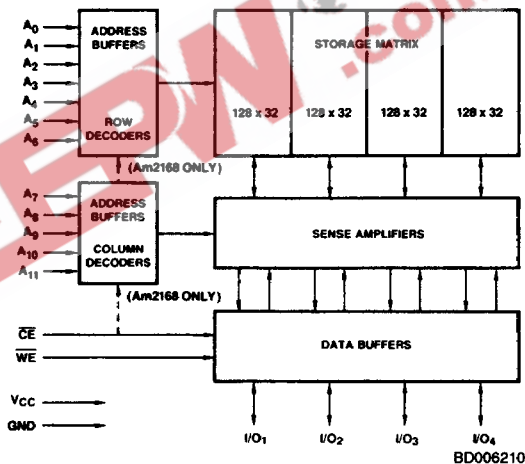 A0
A1
A2
A3
A4
A5
A6
ADDRESS
BUFFERS
ROW
DECODERS
STORAGE MATRIX
128 x 32
128 x 32
128 x 32
128 x 32
(Am2168 ONLY)
A7
A8
A9
A10
A11
ADDRESS
BUFFERS
COLUMN
DECODERS
SENSE AMPLIFIERS
(Am2168 ONLY)
CE
WE
DATA BUFFERS
VCC
GND
I/O1
I/O2
I/O3
I/O4
BD006210
.com